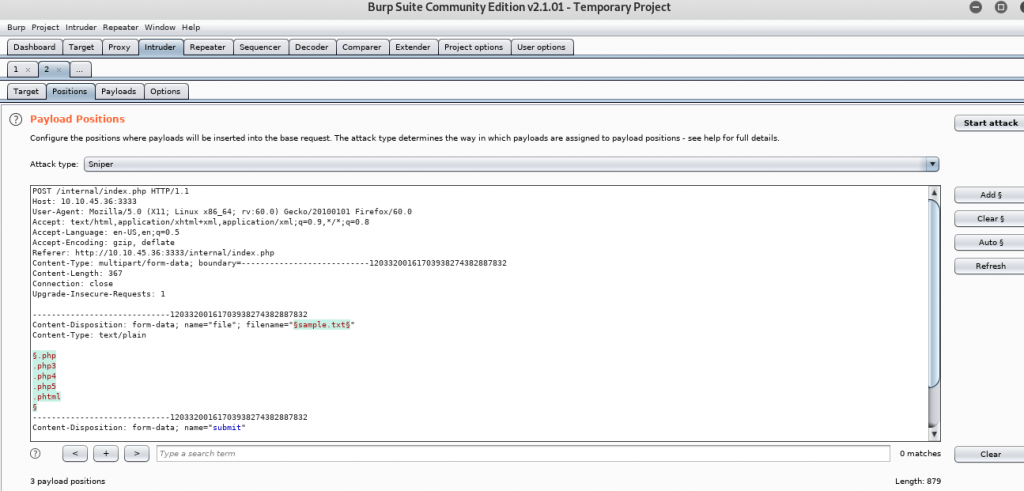 Burp Suite Community Edition v2.1.01 - Temporary Project
Burp Project Intruder Repeater Window Help
Dashboard Target Proxy Intruder Repeater Sequencer Decoder Comparer Extender Project options User options
1 × 2 × ...
Target Positions Payloads Options
? Payload Positions
Start attack
Configure the positions where payloads will be inserted into the base request. The attack type determines the way in which payloads are assigned to payload positions - see help for full details.
Attack type: Sniper
POST /internal/index.php HTTP/1.1
Host: 10.10.45.36:3333
User-Agent: Mozilla/5.0 (X11; Linux x86_64; rv:60.0) Gecko/20100101 Firefox/60.0
Accept: text/html,application/xhtml+xml,application/xml;q=0.9,*/*;q=0.8
Accept-Language: en-US,en;q=0.5
Accept-Encoding: gzip, deflate
Referer: http://10.10.45.36:3333/internal/index.php
Content-Type: multipart/form-data; boundary=---------------------------12033200161703938274382887832
Content-Length: 367
Connection: close
Upgrade-Insecure-Requests: 1
-----------------------------12033200161703938274382887832
Content-Disposition: form-data; name="file"; filename="§sample.txt§"
Content-Type: text/plain
§.php
.php3
.php4
.php5
.phtml
§
-----------------------------12033200161703938274382887832
Content-Disposition: form-data; name="submit"
Add §
Clear §
Auto §
Refresh
? < + > Type a search term 0 matches Clear
3 payload positions Length: 879